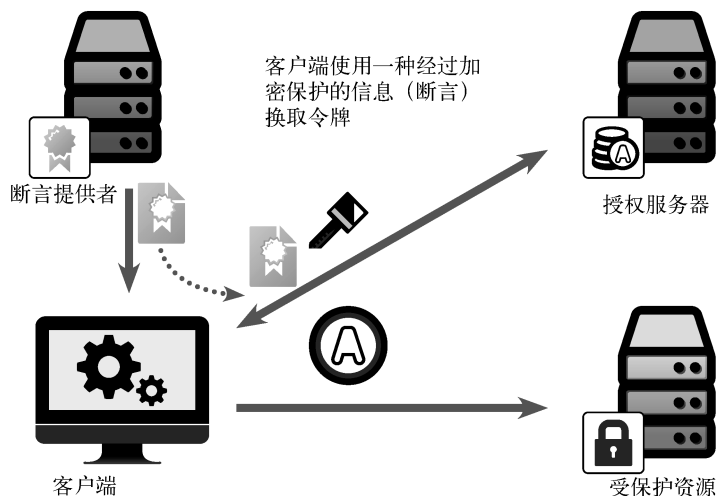 客户端使用一种经过加
密保护的信息（断言）
换取令牌
断言提供者
授权服务器
A
A
客户端
受保护资源